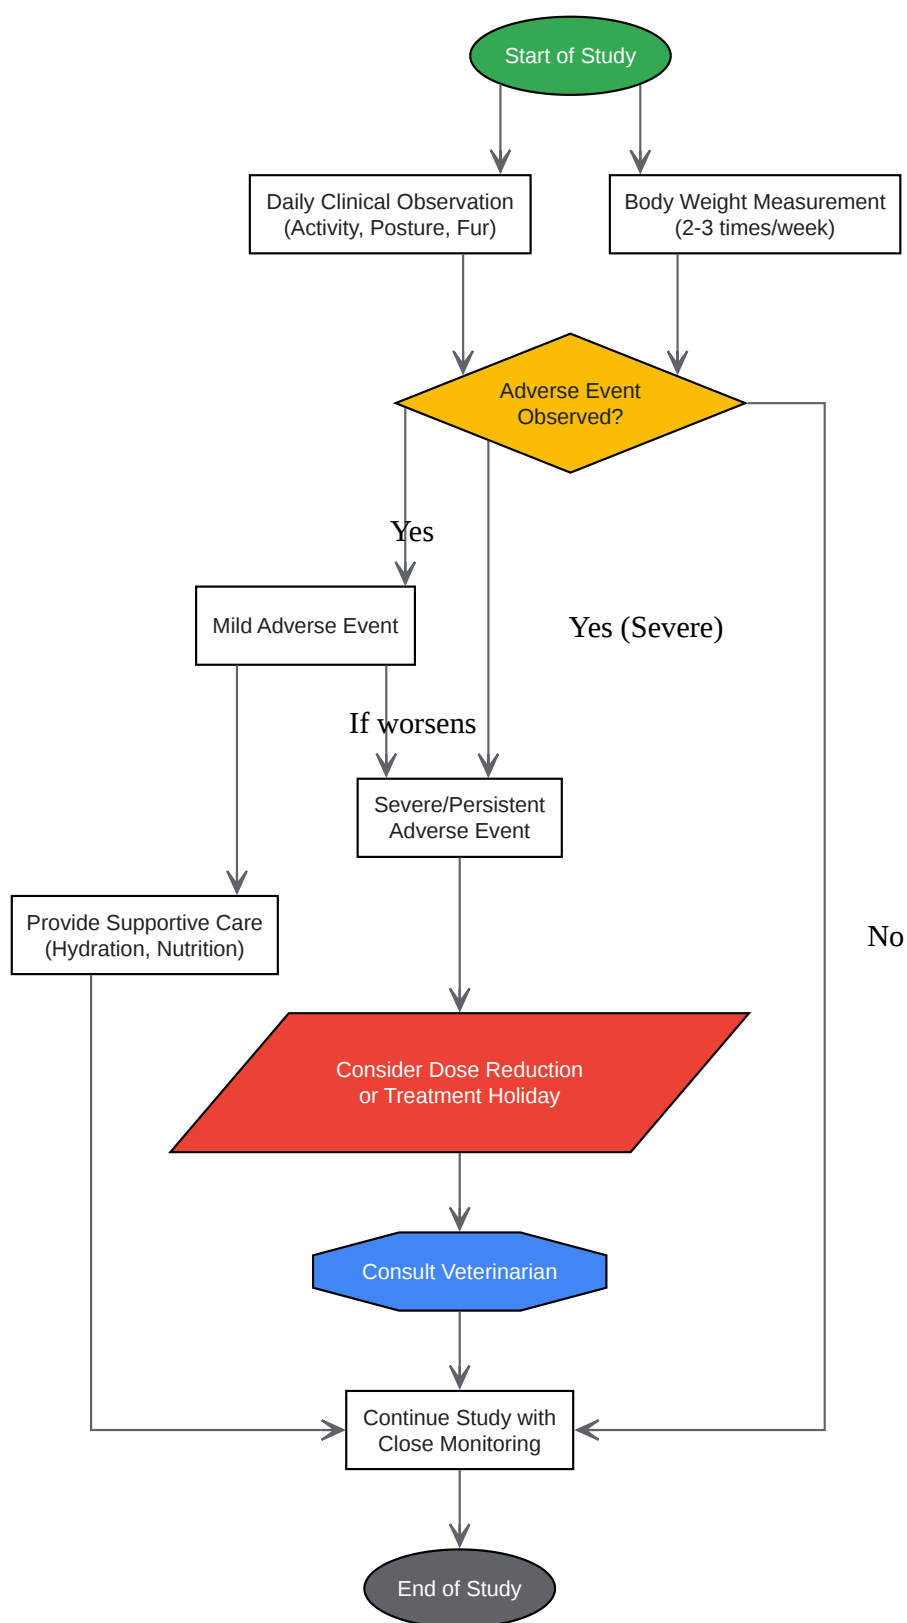 Start of Study
Daily Clinical Observation
(Activity, Posture, Fur)
Body Weight Measurement
(2-3 times/week)
Adverse Event
Observed?
Yes
Mild Adverse Event
Yes (Severe)
If worsens
Severe/Persistent
Adverse Event
Provide Supportive Care
(Hydration, Nutrition)
No
Consider Dose Reduction
or Treatment Holiday
Consult Veterinarian
Continue Study with
Close Monitoring
End of Study